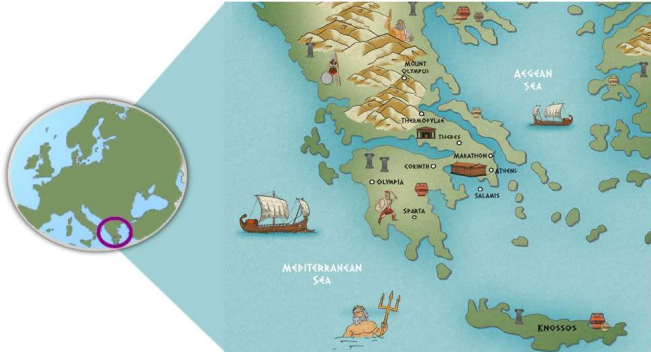 MOUNT
OLYMPUS
AEGEAN
SEA
THERMOPYLAE
THEBES
MARATHON
CORINTH
ATHENS
OLYMPIA
SALAMIS
SPARTA
MEDITERRANEAN
SEA
KNOSSOS